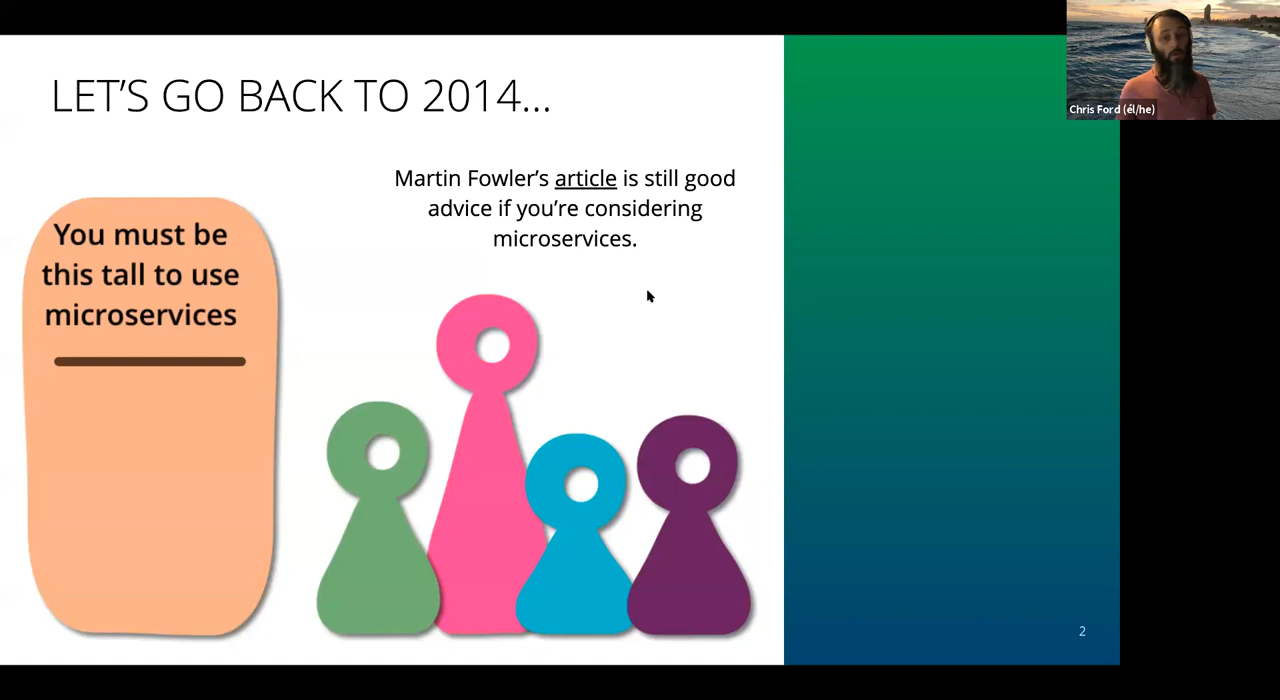 LET’S GO BACK TO 2014...
Martin Fowler’s article is still good
advice if you’re considering
microservices.
You must be
this tall to use
microservices
2
Chris Ford (él/he)